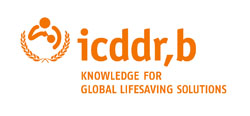 icddr,b
KNOWLEDGE FOR
GLOBAL LIFESAVING SOLUTIONS